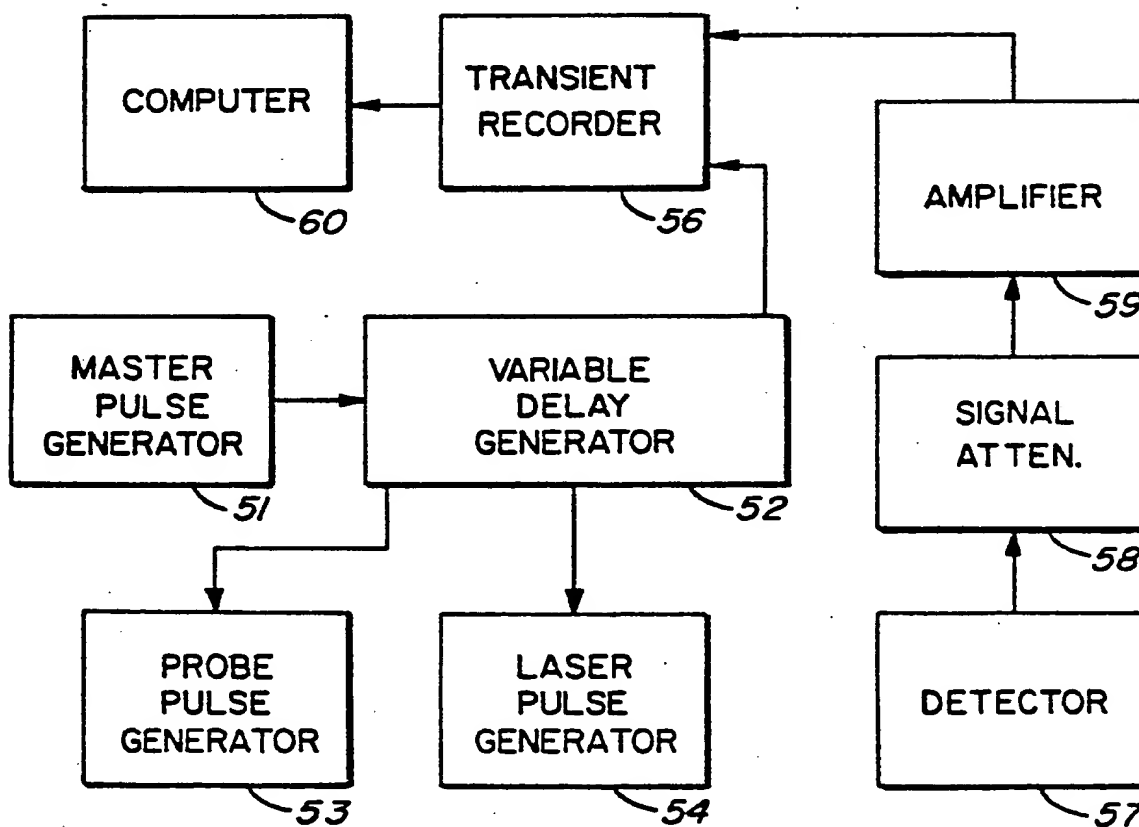 COMPUTER
60
TRANSIENT
RECORDER
56
AMPLIFIER
59
MASTER
PULSE
GENERATOR
51
VARIABLE
DELAY
GENERATOR
52
SIGNAL
ATTEN.
58
PROBE
PULSE
GENERATOR
53
LASER
PULSE
GENERATOR
54
DETECTOR
57